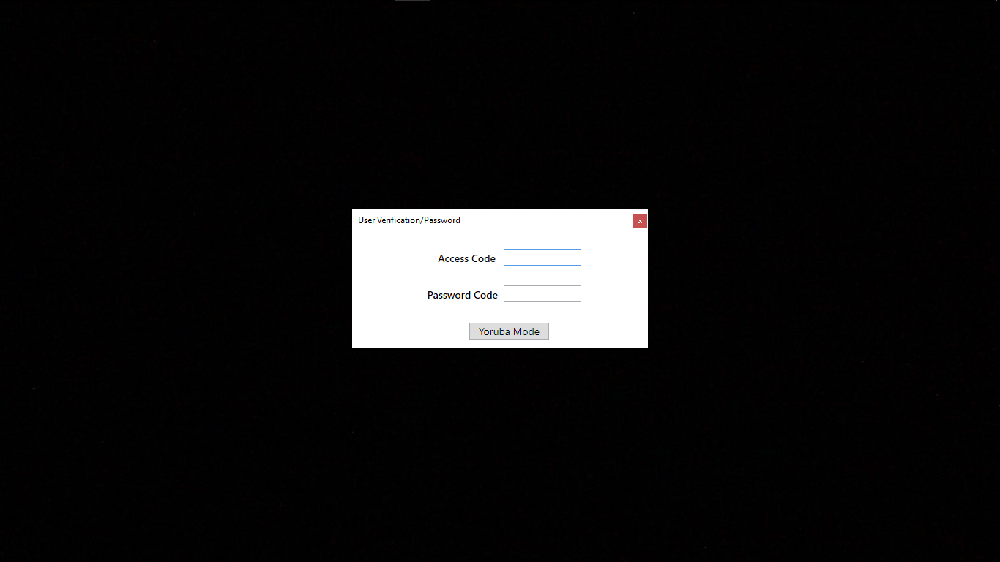 User Verification/Password
x
Access Code
Password Code
Yoruba Mode